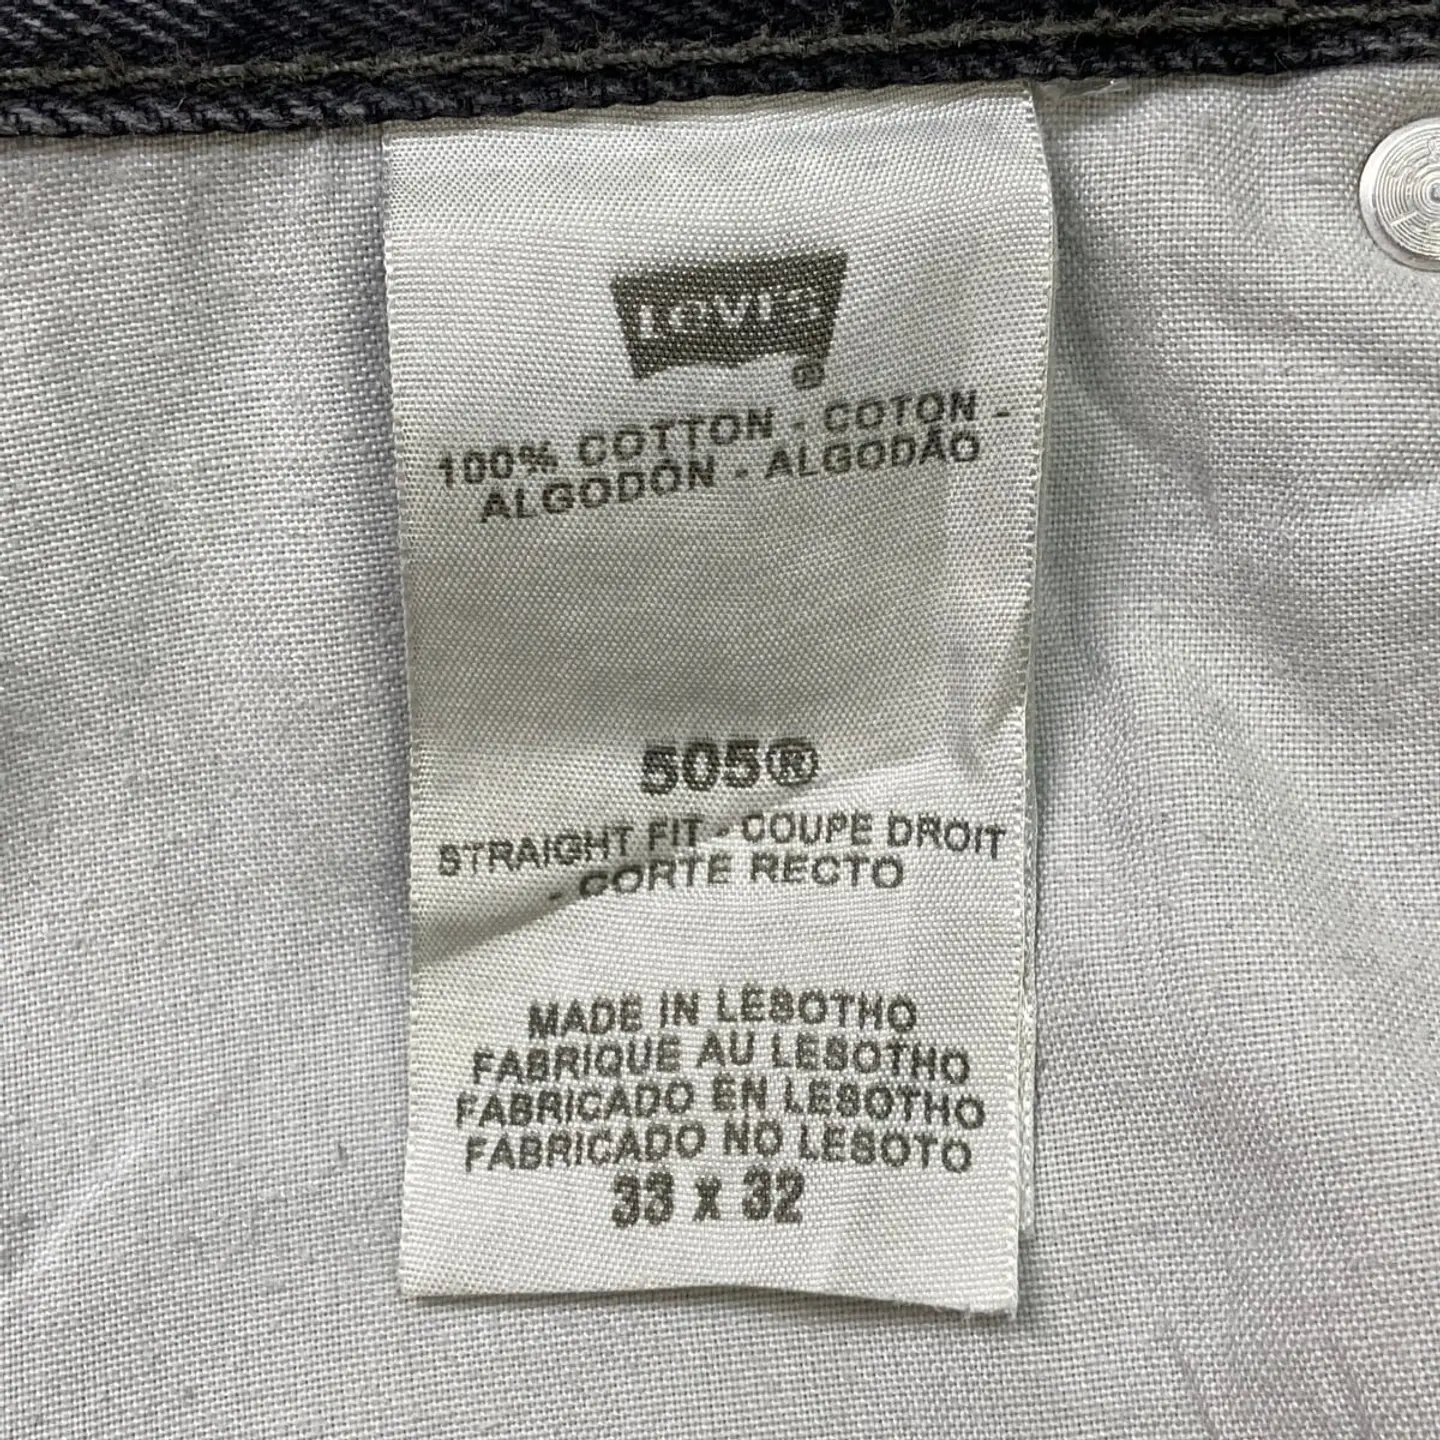 Levi's
®
100% COTTON - COTON -
ALGODÓN - ALGODÃO
505®
STRAIGHT FIT - COUPE DROIT
- CORTE RECTO
MADE IN LESOTHO
FABRIQUE AU LESOTHO
FABRICADO EN LESOTHO
FABRICADO NO LESOTO
33 x 32